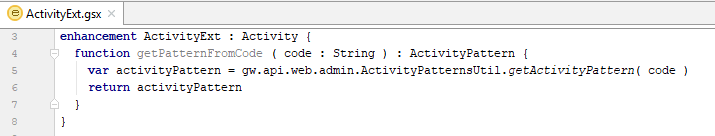 ActivityExt.gsx
3 enhancement ActivityExt : Activity {
4 function getPatternFromCode ( code : String ) : ActivityPattern {
5 var activityPattern = gw.api.web.admin.ActivityPatternsUtil.getActivityPattern( code )
6 return activityPattern
7 }
8 }